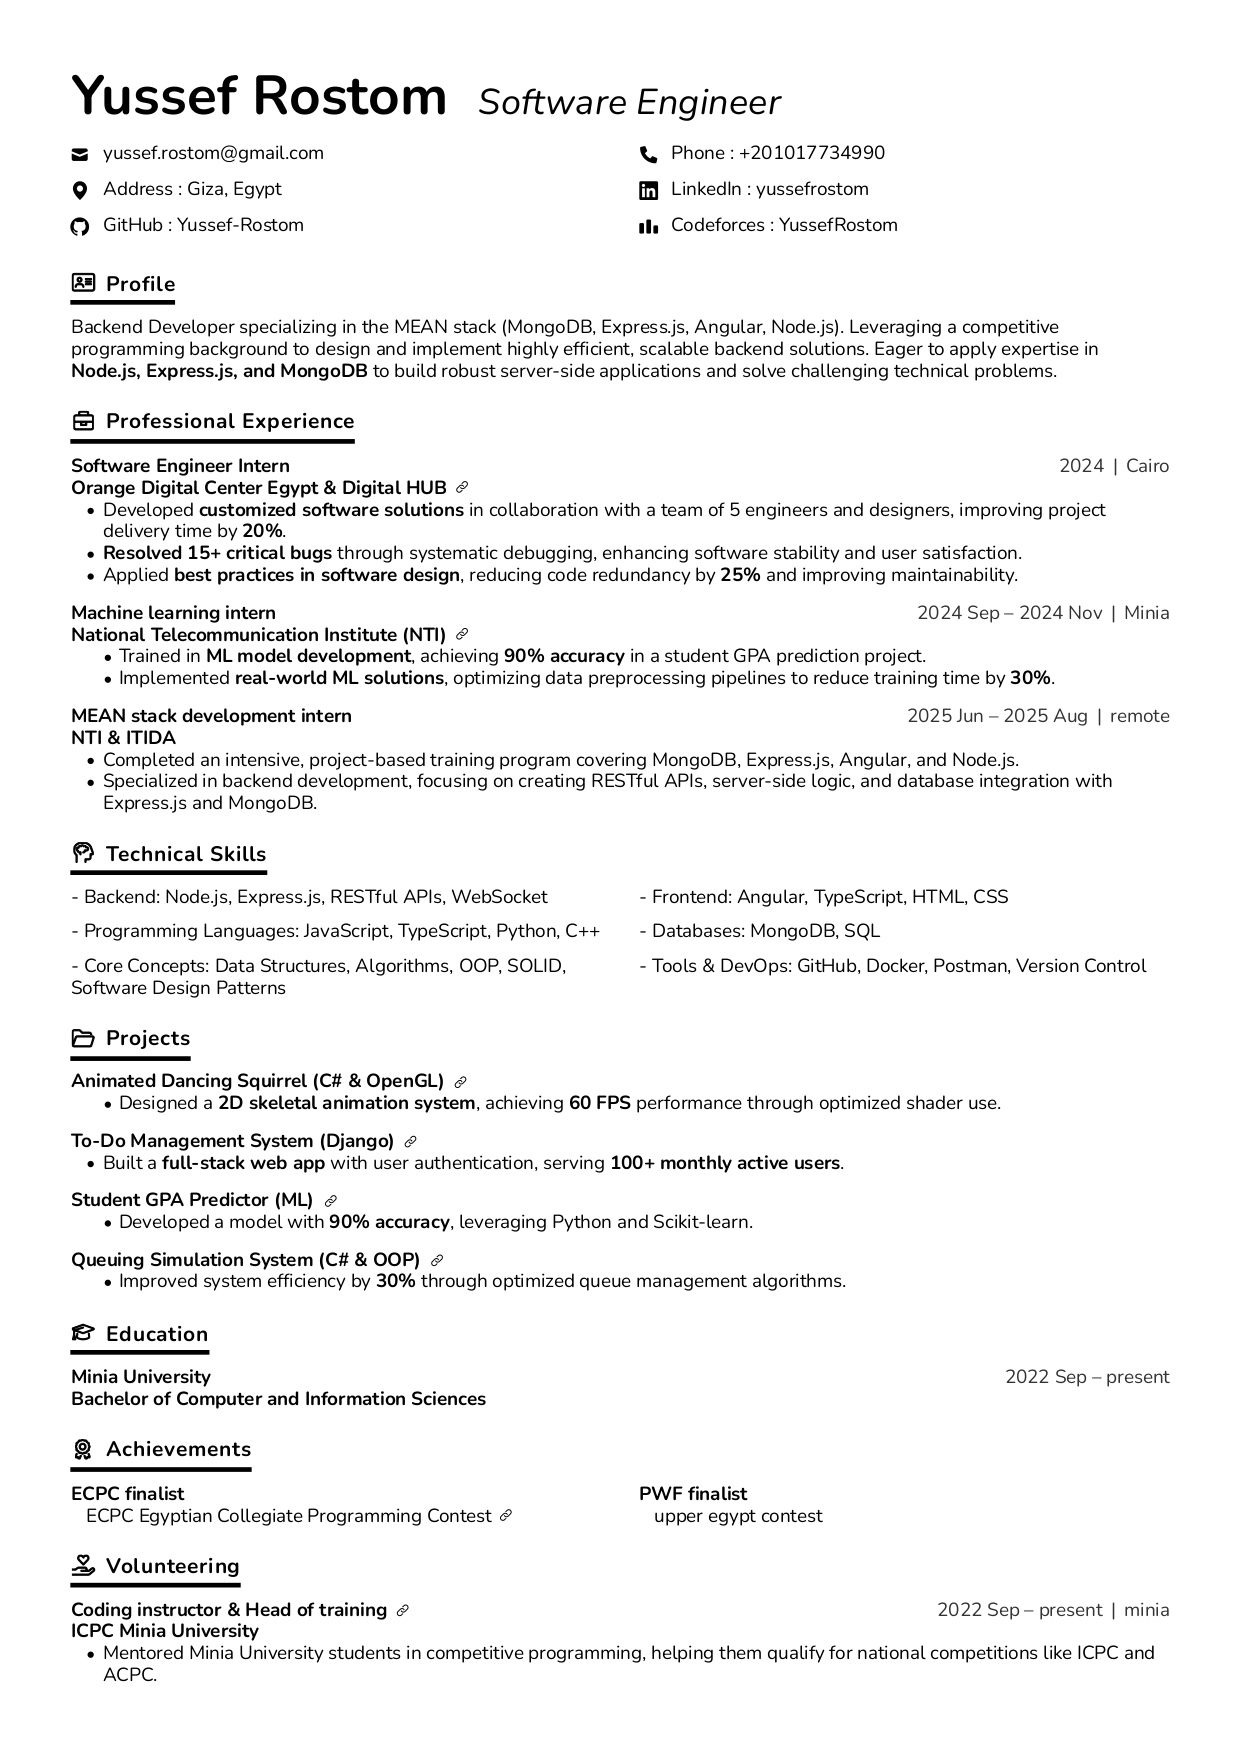 Yussef Rostom Software Engineer
yussef.rostom@gmail.com
Phone : +201017734990
Address : Giza, Egypt
LinkedIn : yussefrostom
GitHub : Yussef-Rostom
Codeforces : YussefRostom
Profile
Backend Developer specializing in the MEAN stack (MongoDB, Express.js, Angular, Node.js). Leveraging a competitive
programming background to design and implement highly efficient, scalable backend solutions. Eager to apply expertise in
Node.js, Express.js, and MongoDB to build robust server-side applications and solve challenging technical problems.
Professional Experience
Software Engineer Intern 2024 | Cairo
Orange Digital Center Egypt & Digital HUB
• Developed customized software solutions in collaboration with a team of 5 engineers and designers, improving project
delivery time by 20%.
• Resolved 15+ critical bugs through systematic debugging, enhancing software stability and user satisfaction.
• Applied best practices in software design, reducing code redundancy by 25% and improving maintainability.
Machine learning intern 2024 Sep – 2024 Nov | Minia
National Telecommunication Institute (NTI)
• Trained in ML model development, achieving 90% accuracy in a student GPA prediction project.
• Implemented real-world ML solutions, optimizing data preprocessing pipelines to reduce training time by 30%.
MEAN stack development intern 2025 Jun – 2025 Aug | remote
NTI & ITIDA
• Completed an intensive, project-based training program covering MongoDB, Express.js, Angular, and Node.js.
• Specialized in backend development, focusing on creating RESTful APIs, server-side logic, and database integration with
Express.js and MongoDB.
Technical Skills
- Backend: Node.js, Express.js, RESTful APIs, WebSocket
- Frontend: Angular, TypeScript, HTML, CSS
- Programming Languages: JavaScript, TypeScript, Python, C++
- Databases: MongoDB, SQL
- Core Concepts: Data Structures, Algorithms, OOP, SOLID,
Software Design Patterns
- Tools & DevOps: GitHub, Docker, Postman, Version Control
Projects
Animated Dancing Squirrel (C# & OpenGL)
• Designed a 2D skeletal animation system, achieving 60 FPS performance through optimized shader use.
To-Do Management System (Django)
• Built a full-stack web app with user authentication, serving 100+ monthly active users.
Student GPA Predictor (ML)
• Developed a model with 90% accuracy, leveraging Python and Scikit-learn.
Queuing Simulation System (C# & OOP)
• Improved system efficiency by 30% through optimized queue management algorithms.
Education
Minia University 2022 Sep – present
Bachelor of Computer and Information Sciences
Achievements
ECPC finalist
ECPC Egyptian Collegiate Programming Contest
PWF finalist
upper egypt contest
Volunteering
Coding instructor & Head of training 2022 Sep – present | minia
ICPC Minia University
• Mentored Minia University students in competitive programming, helping them qualify for national competitions like ICPC and
ACPC.